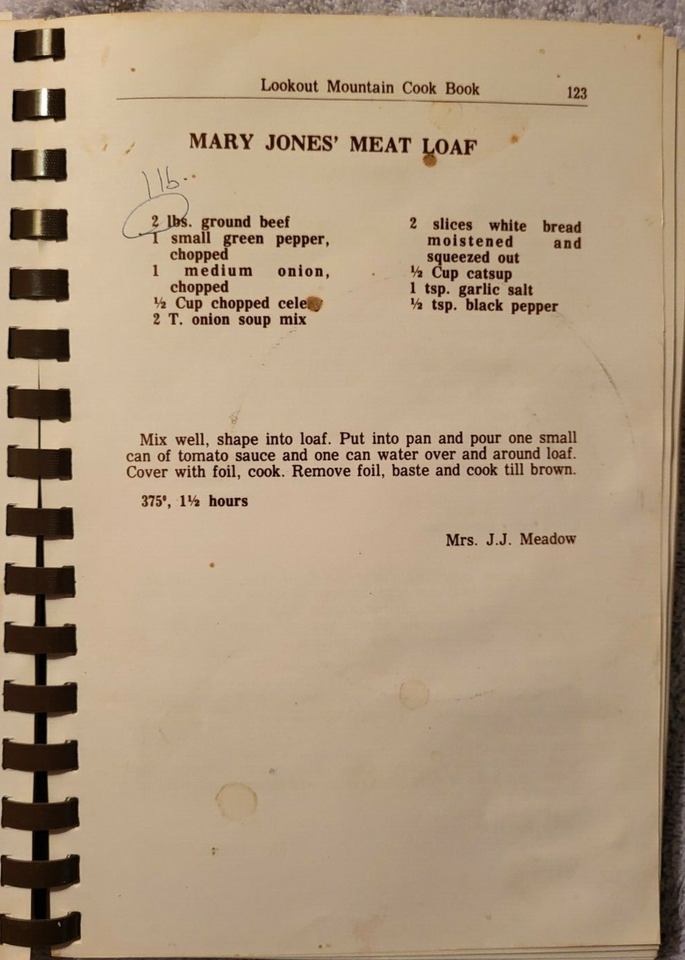 Lookout Mountain Cook Book 123
MARY JONES' MEAT LOAF
1 lb.
2 lbs. ground beef
1 small green pepper,
chopped
1 medium onion,
chopped
½ Cup chopped celery
2 T. onion soup mix
2 slices white bread
moistened and
squeezed out
½ Cup catsup
1 tsp. garlic salt
½ tsp. black pepper
Mix well, shape into loaf. Put into pan and pour one small
can of tomato sauce and one can water over and around loaf.
Cover with foil, cook. Remove foil, baste and cook till brown.
375°, 1½ hours
Mrs. J.J. Meadow